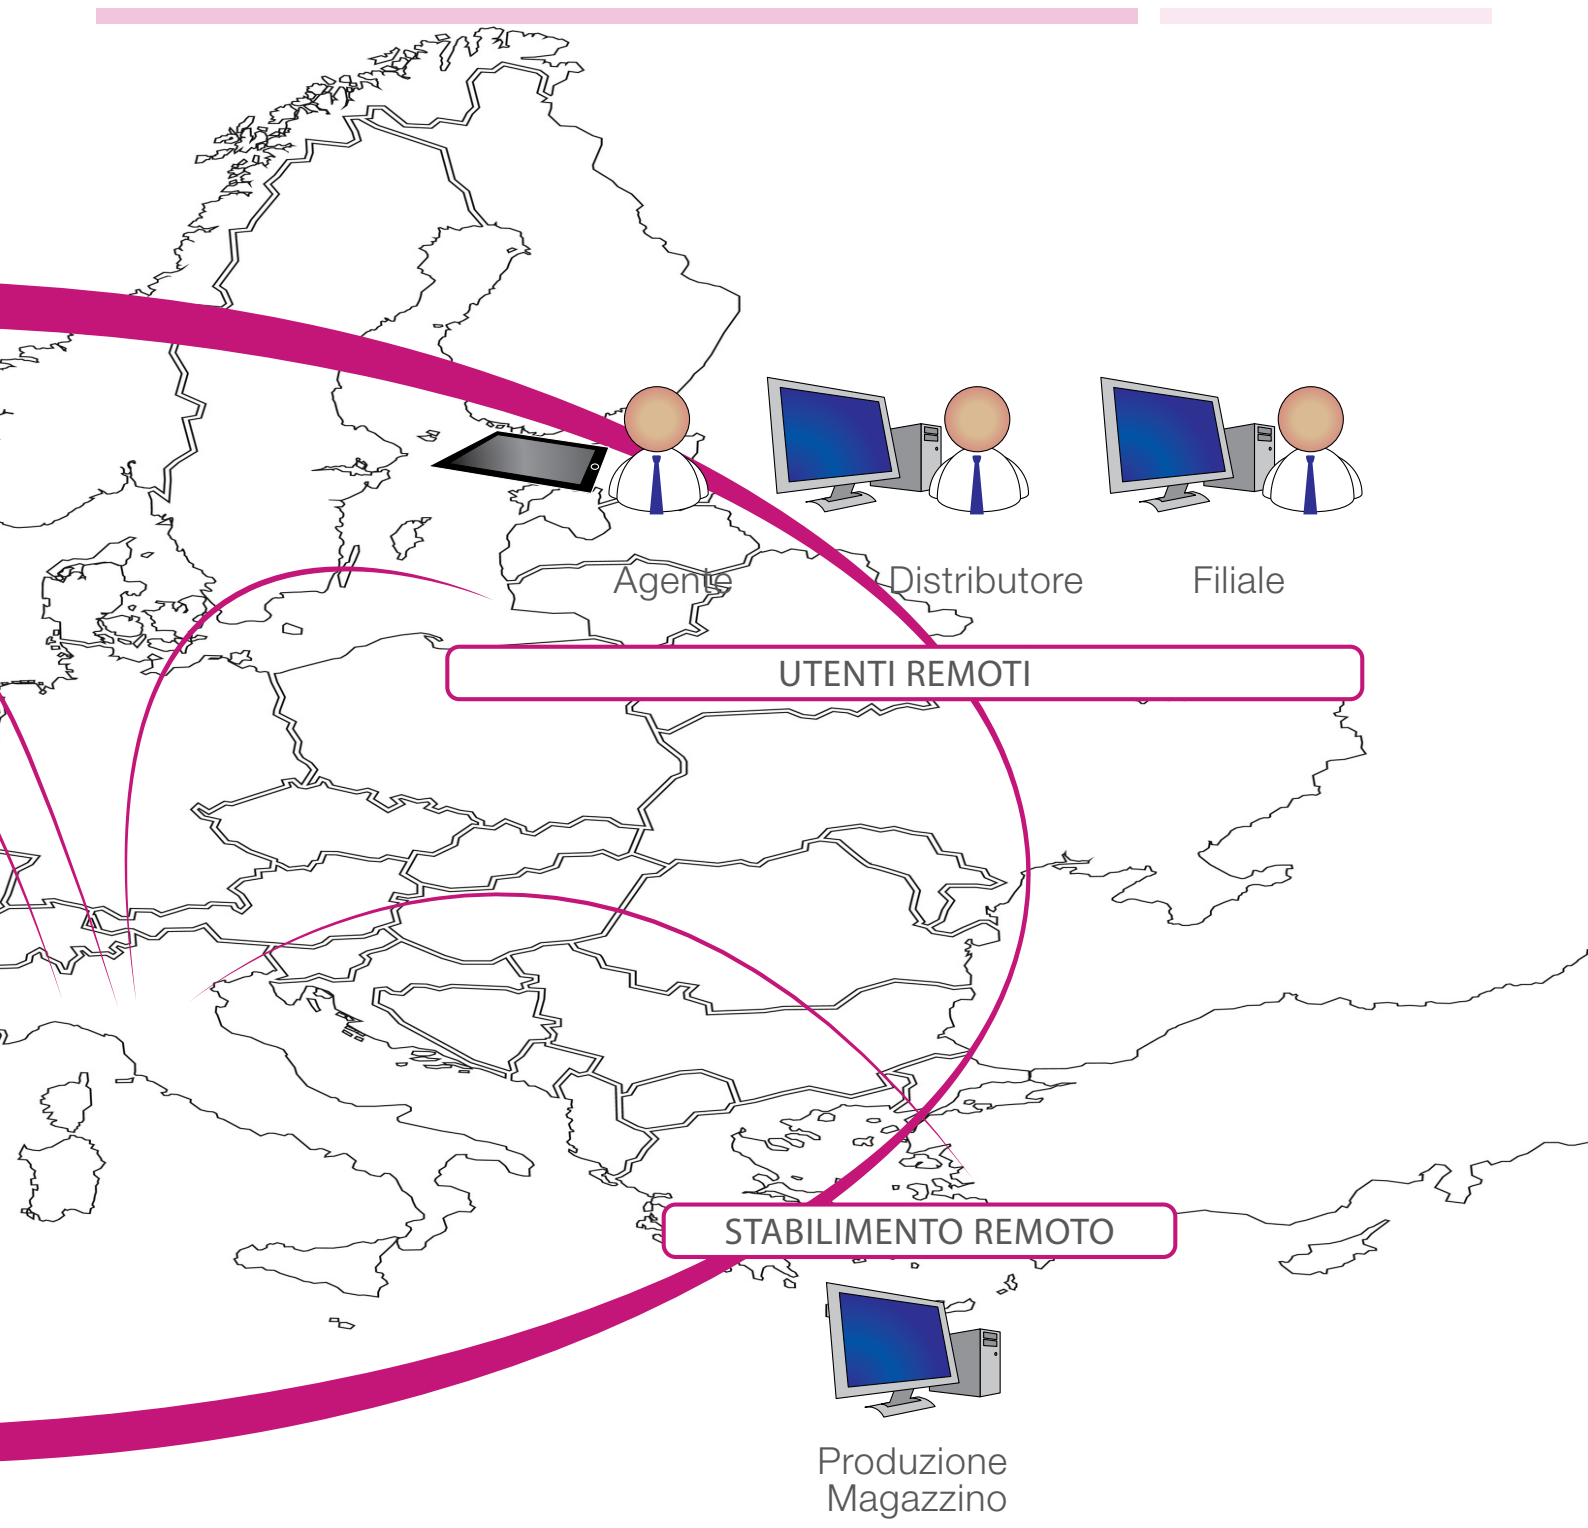 Agente
Distributore
Filiale
UTENTI REMOTI
STABILIMENTO REMOTO
Produzione
Magazzino